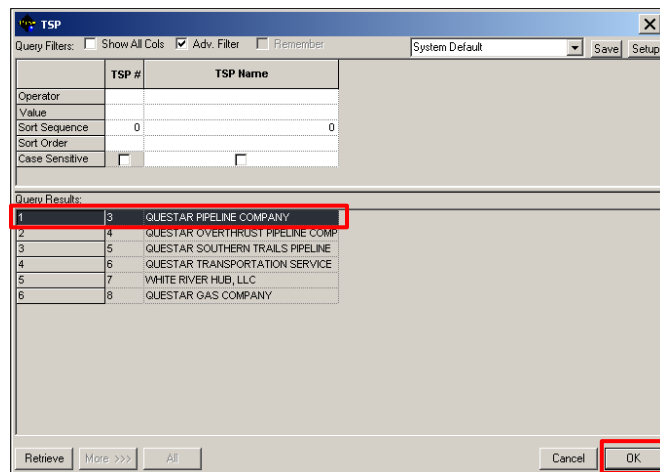 TSP
Query Filters: Show All Cols Adv. Filter Remember System Default Save Setup
TSP # TSP Name
Operator
Value
Sort Sequence 0 0
Sort Order
Case Sensitive
Query Results:
1 3 QUESTAR PIPELINE COMPANY
2 4 QUESTAR OVERTHRUST PIPELINE COMP
3 5 QUESTAR SOUTHERN TRAILS PIPELINE
4 6 QUESTAR TRANSPORTATION SERVICE
5 7 WHITE RIVER HUB, LLC
6 8 QUESTAR GAS COMPANY
Retrieve More >>> All Cancel OK